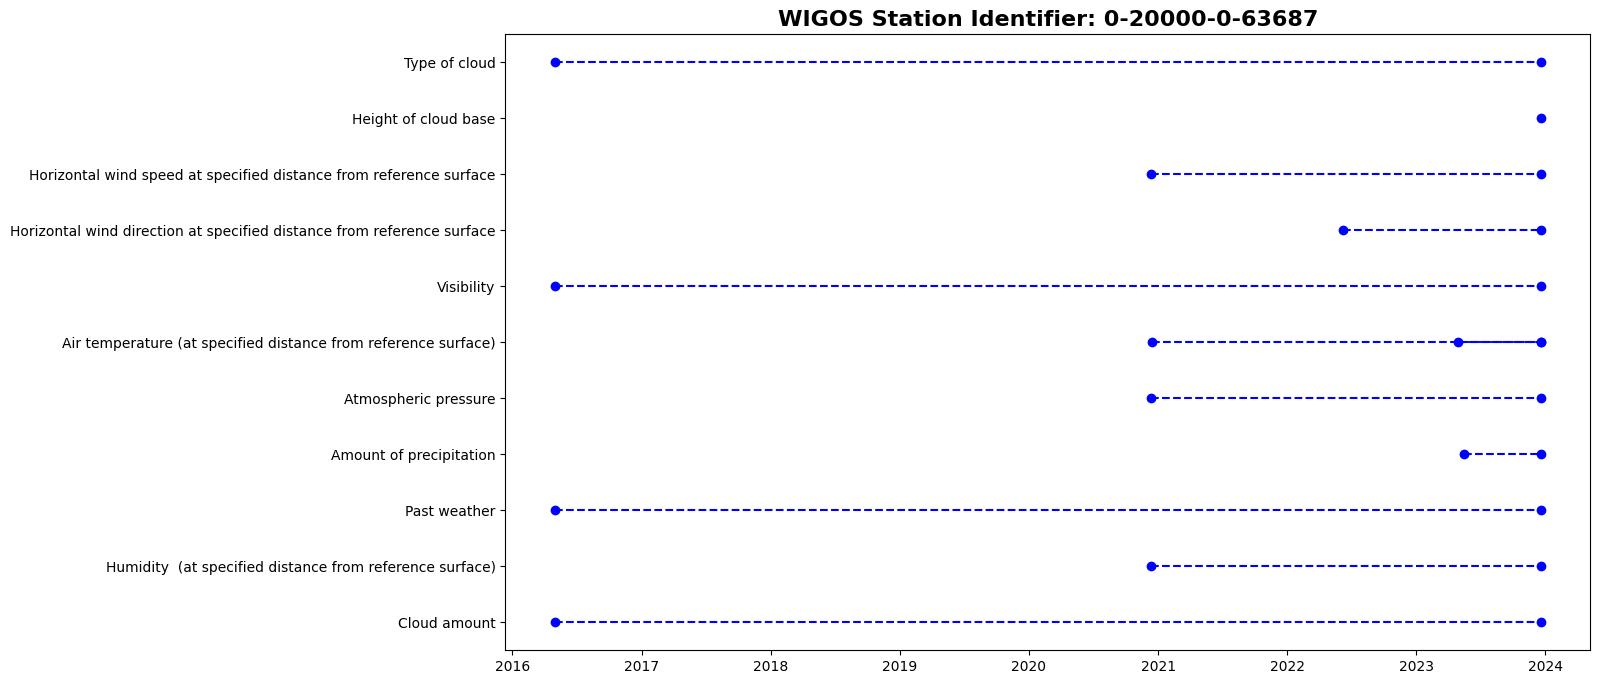 WIGOS Station Identifier: 0-20000-0-63687
Type of cloud
Height of cloud base
Horizontal wind speed at specified distance from reference surface
Horizontal wind direction at specified distance from reference surface
Visibility
Air temperature (at specified distance from reference surface)
Atmospheric pressure
Amount of precipitation
Past weather
Humidity  (at specified distance from reference surface)
Cloud amount
2016 2017 2018 2019 2020 2021 2022 2023 2024